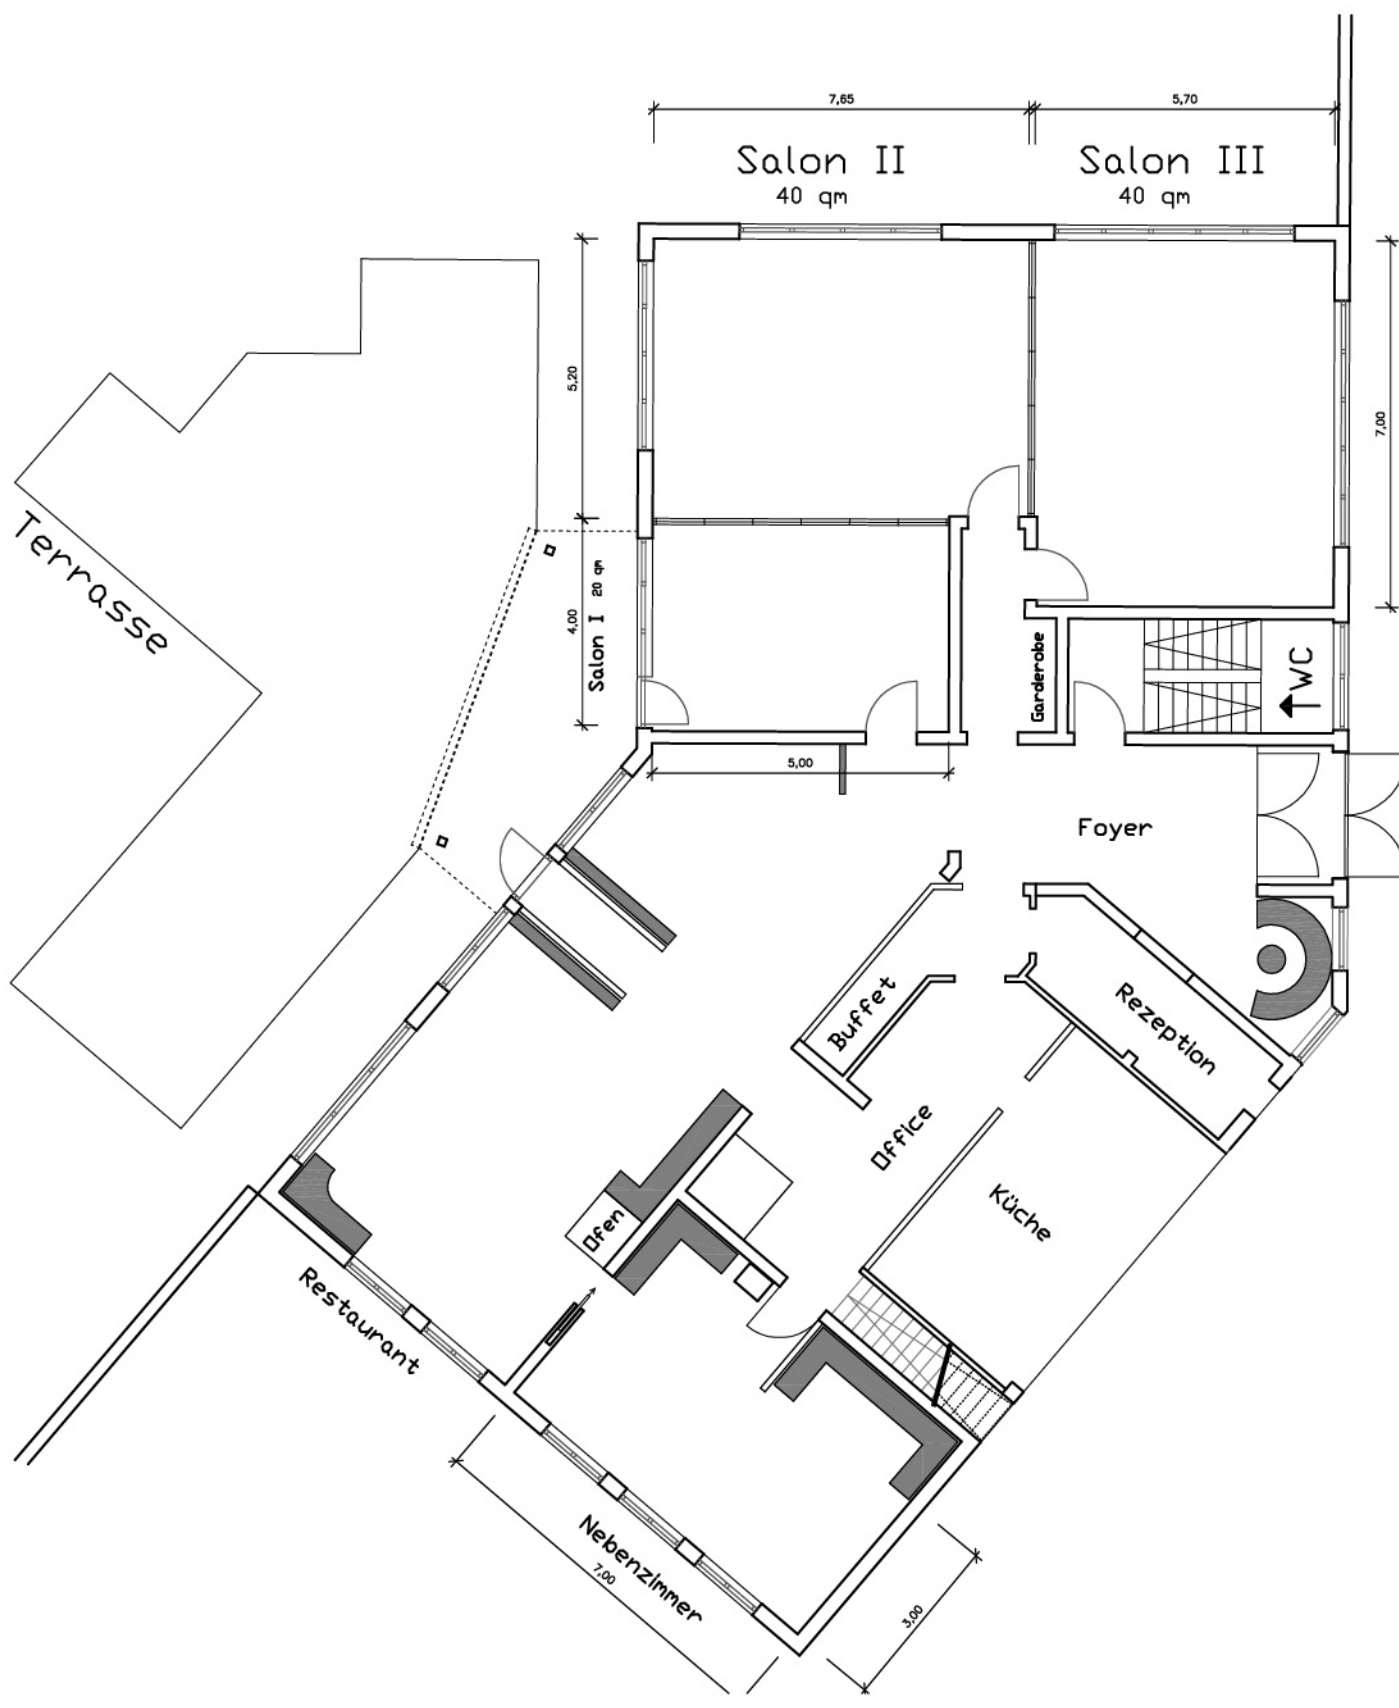 7,65
5,70
Salon II
40 qm
Salon III
40 qm
5,20
7,00
Terrasse
4,00
Salon I 20 qm
Garderobe
WC
5,00
Foyer
Buffet
Rezeption
Office
Küche
Ofen
Restaurant
Nebenzimmer
7,00
3,00